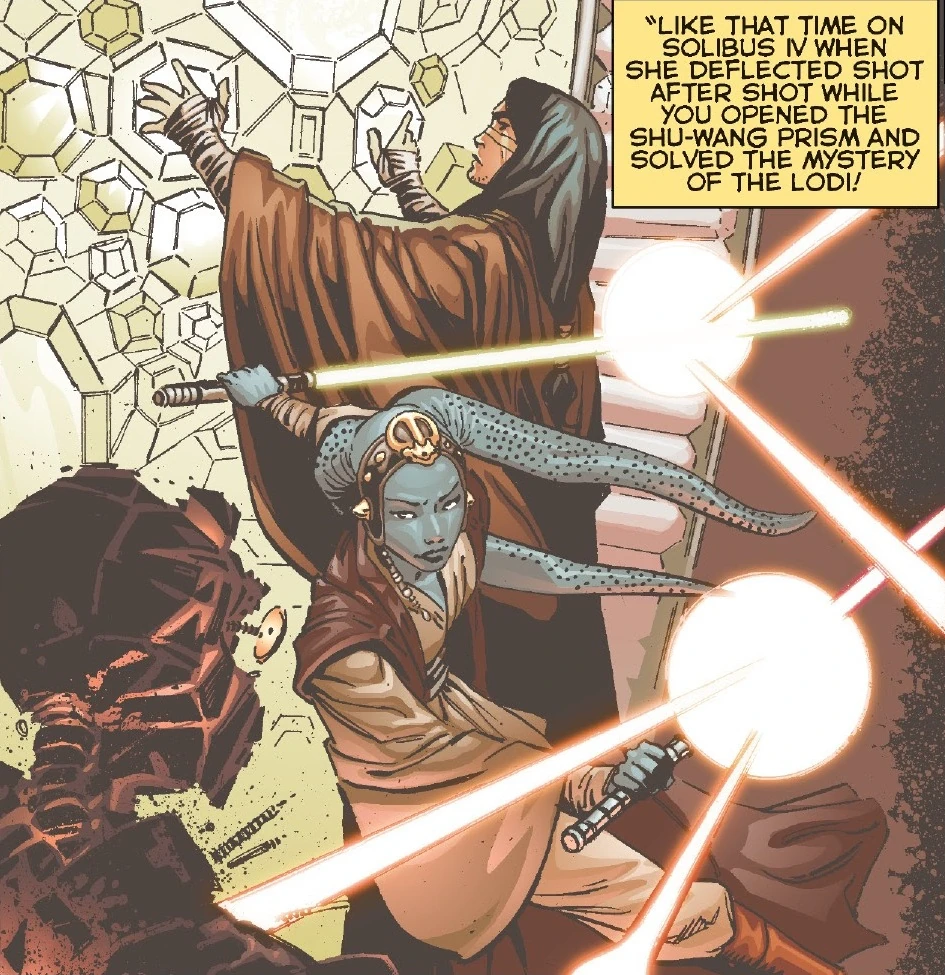 “LIKE THAT TIME ON
SOLIBUS IV WHEN
SHE DEFLECTED SHOT
AFTER SHOT WHILE
YOU OPENED THE
SHU-WANG PRISM AND
SOLVED THE MYSTERY
OF THE LODI!